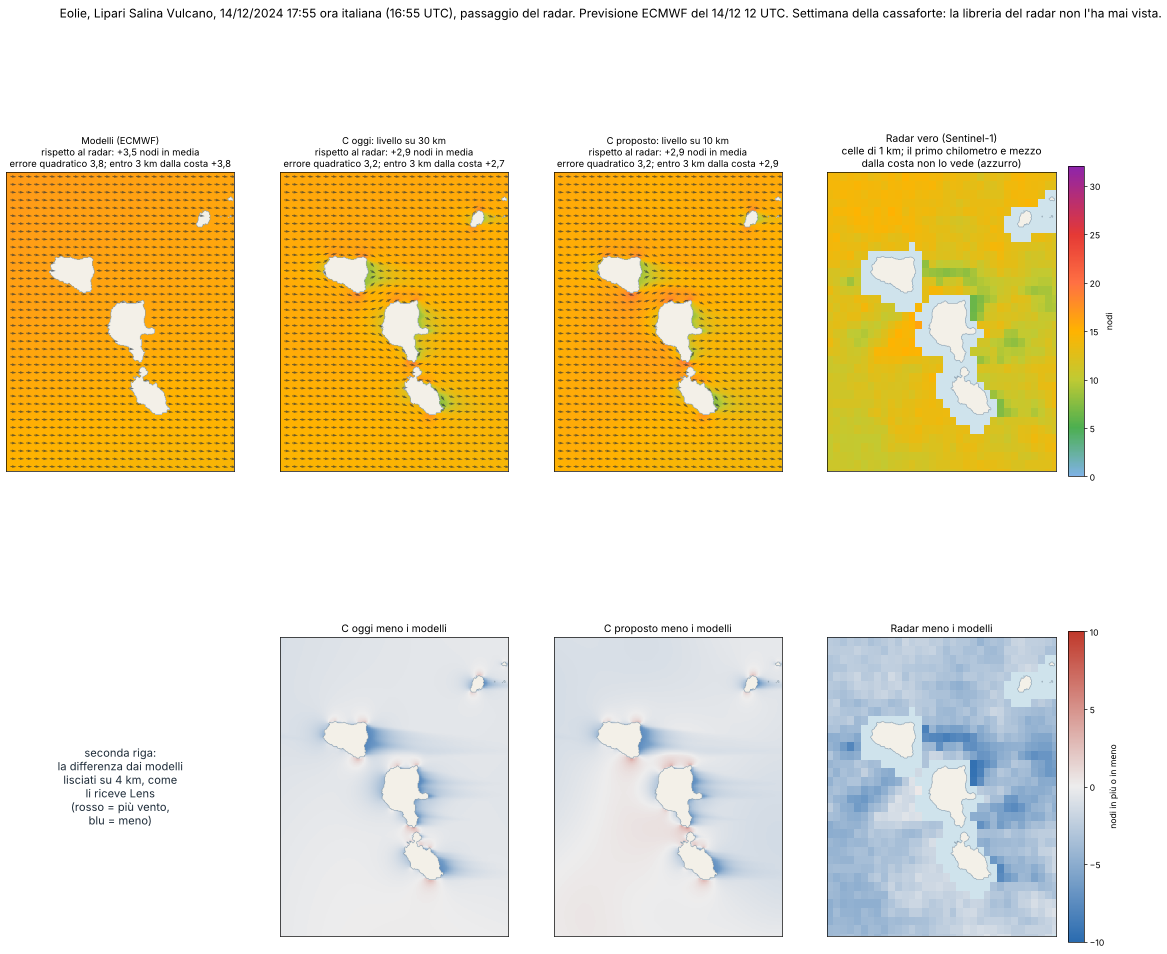 Eolie, Lipari Salina Vulcano, 14/12/2024 17:55 ora italiana (16:55 UTC), passaggio del radar. Previsione ECMWF del 14/12 12 UTC. Settimana della cassaforte: la libreria del radar non l'ha mai vista.
Modelli (ECMWF)
rispetto al radar: +3,5 nodi in media
errore quadratico 3,8; entro 3 km dalla costa +3,8
C oggi: livello su 30 km
rispetto al radar: +2,9 nodi in media
errore quadratico 3,2; entro 3 km dalla costa +2,7
C proposto: livello su 10 km
rispetto al radar: +2,9 nodi in media
errore quadratico 3,2; entro 3 km dalla costa +2,9
Radar vero (Sentinel-1)
celle di 1 km; il primo chilometro e mezzo
dalla costa non lo vede (azzurro)
30
25
20
15
10
5
0
nodi
seconda riga:
la differenza dai modelli
lisciati su 4 km, come
li riceve Lens
(rosso = più vento,
blu = meno)
C oggi meno i modelli
C proposto meno i modelli
Radar meno i modelli
10
5
0
−5
−10
nodi in più o in meno